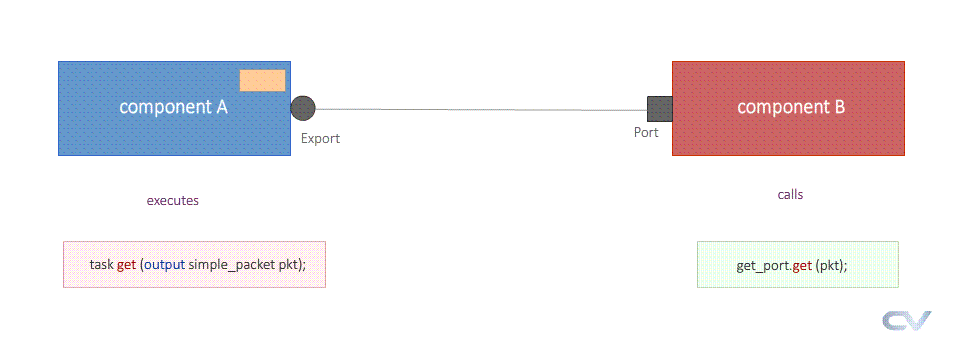 component A
component B
Export
Port
executes
calls
task get (output simple_packet pkt);
get_port.get (pkt);
CV